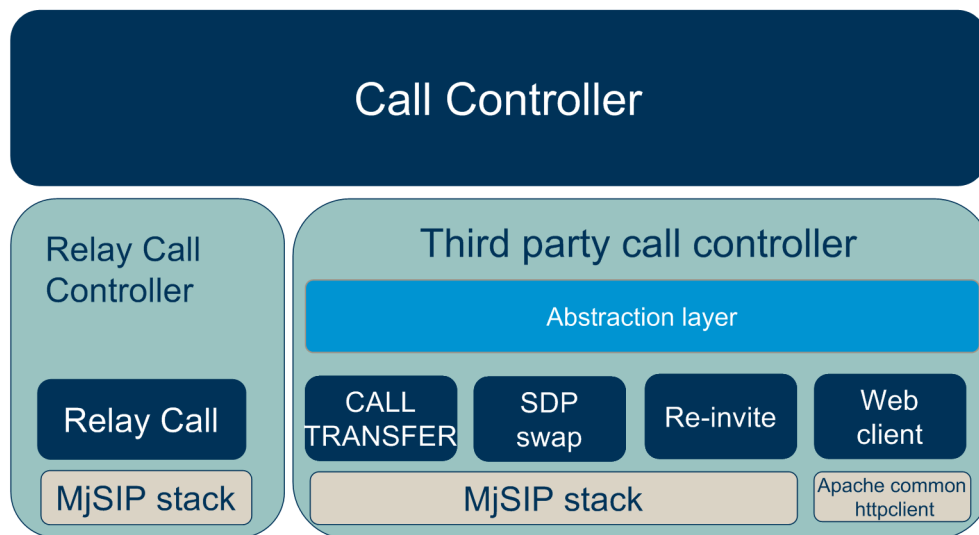 Call Controller
Relay Call
Controller
Third party call controller
Abstraction layer
Relay Call
CALL
TRANSFER
SDP
swap
Re-invite
Web
client
MjSIP stack
MjSIP stack
Apache common
httpclient